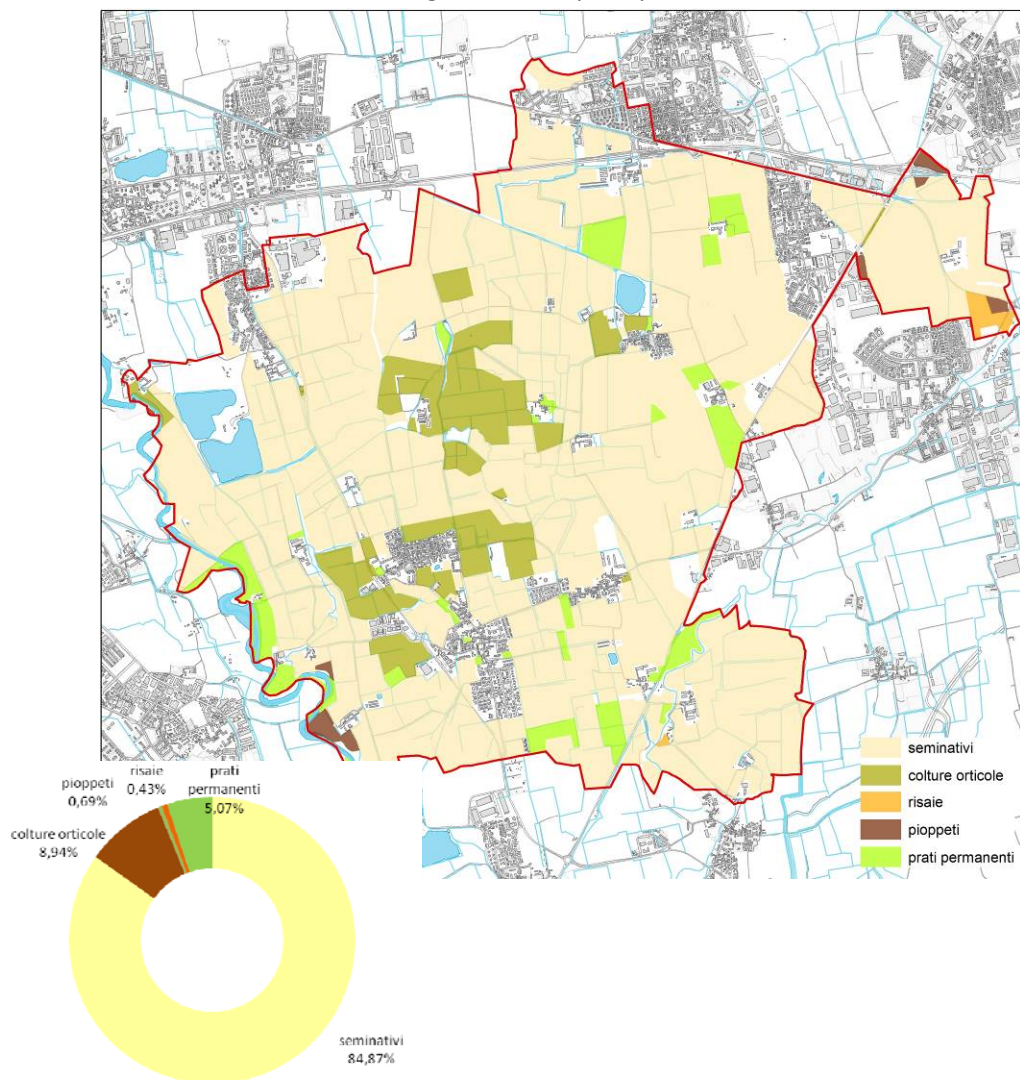 seminativi
colture orticole
risaie
pioppeti
prati permanenti
pioppeti
0,69%
risaie
0,43%
prati
permanenti
5,07%
colture orticole
8,94%
seminativi
84,87%